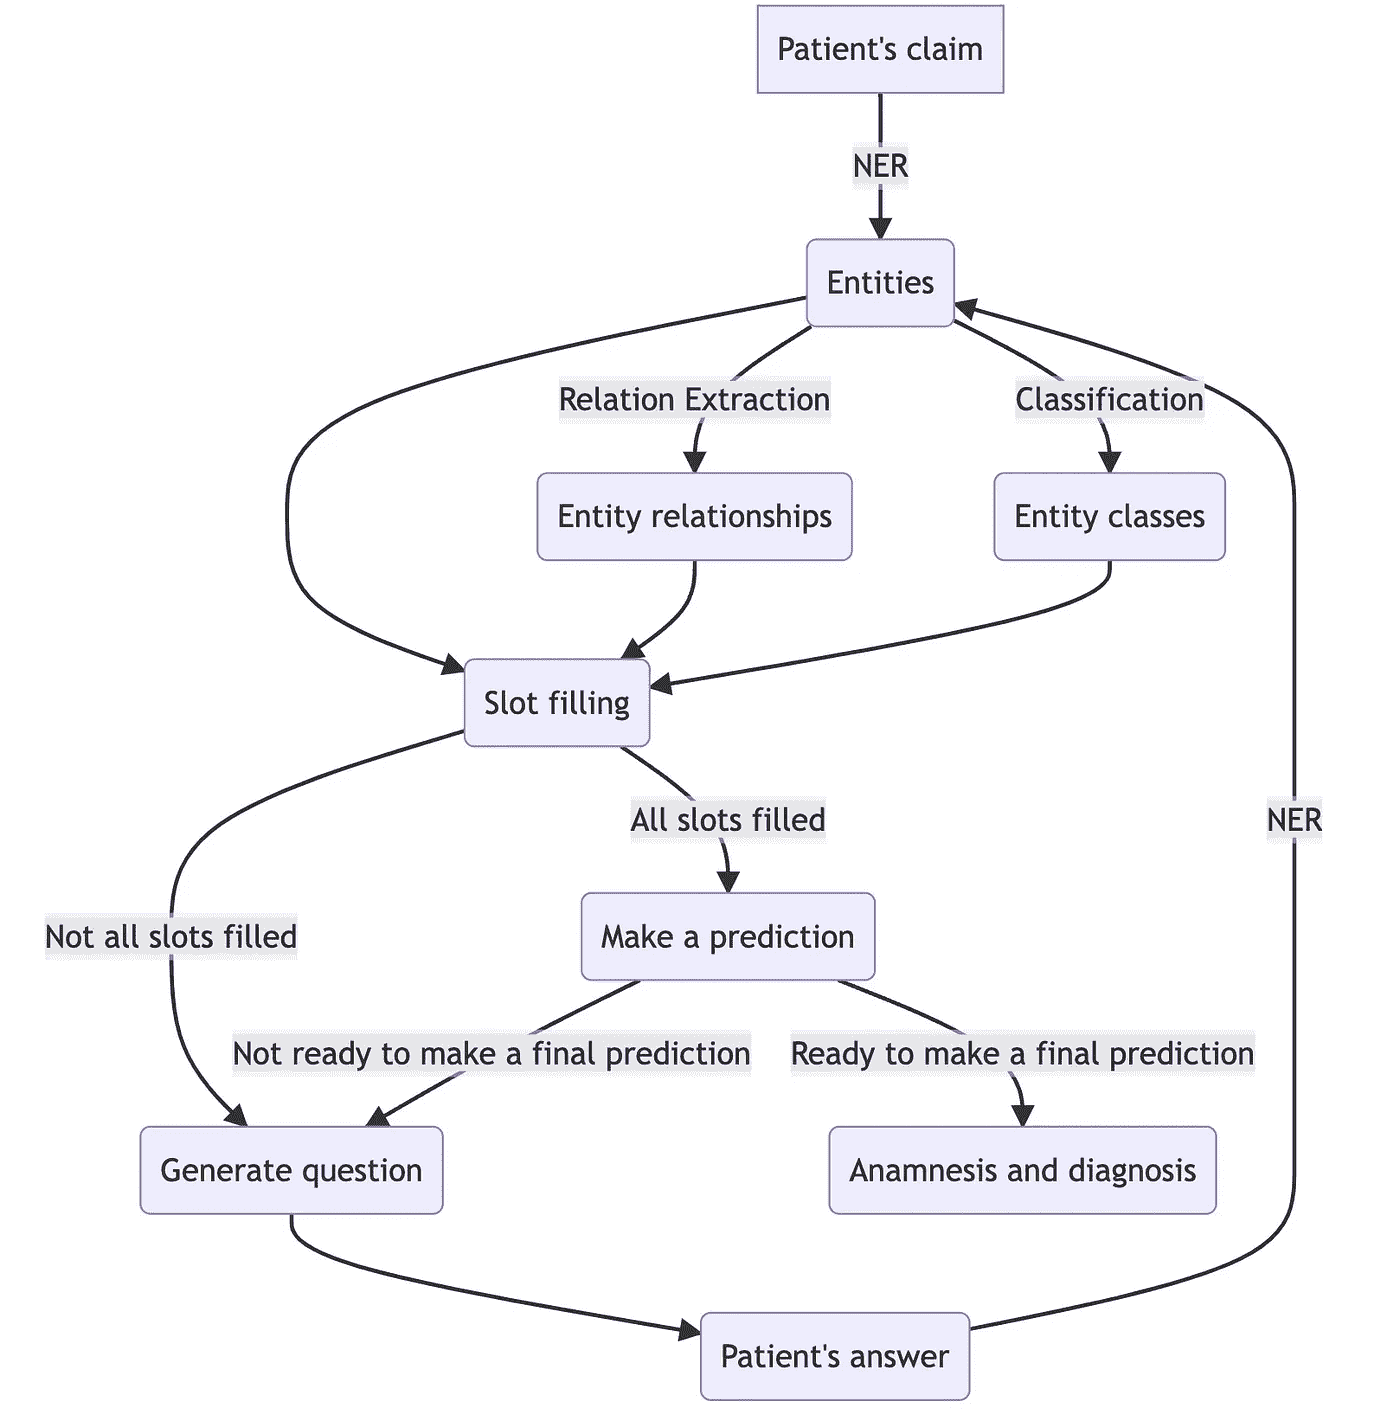 Patient's claim
NER
Entities
Relation Extraction
Classification
Entity relationships
Entity classes
Slot filling
All slots filled
NER
Not all slots filled
Make a prediction
Not ready to make a final prediction
Ready to make a final prediction
Generate question
Anamnesis and diagnosis
Patient's answer